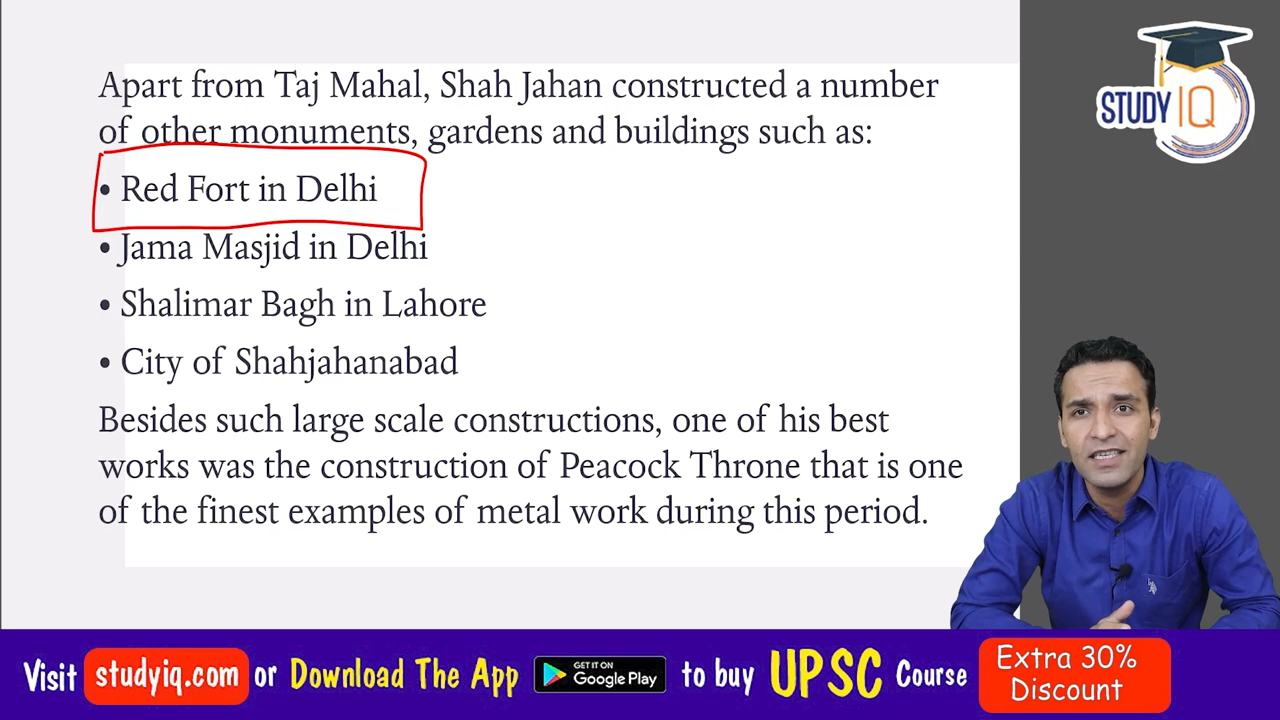 STUDY IQ
Apart from Taj Mahal, Shah Jahan constructed a number
of other monuments, gardens and buildings such as:
• Red Fort in Delhi
• Jama Masjid in Delhi
• Shalimar Bagh in Lahore
• City of Shahjahanabad
Besides such large scale constructions, one of his best
works was the construction of Peacock Throne that is one
of the finest examples of metal work during this period.
Visit studyiq.com or Download The App GET IT ON Google Play to buy UPSC Course
Extra 30%
Discount